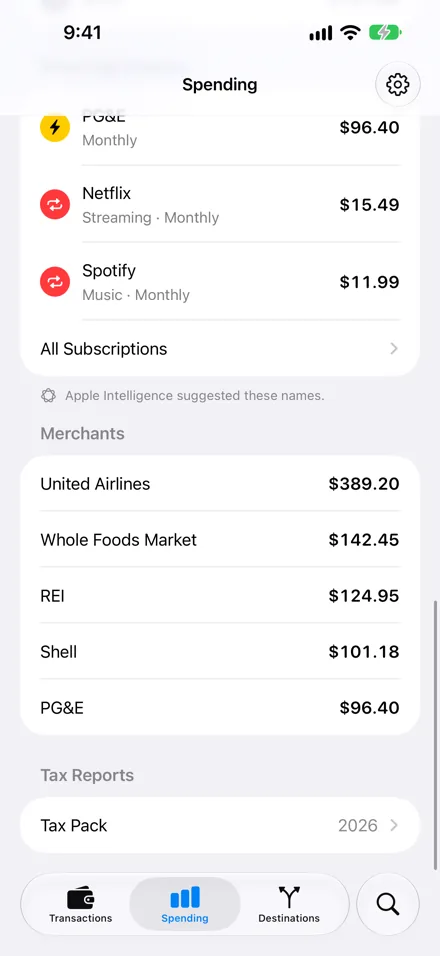 9:41
Spending
PG&E
Monthly
$96.40
Netflix
Streaming · Monthly
$15.49
Spotify
Music · Monthly
$11.99
All Subscriptions
Apple Intelligence suggested these names.
Merchants
United Airlines
$389.20
Whole Foods Market
$142.45
REI
$124.95
Shell
$101.18
PG&E
$96.40
Tax Reports
Tax Pack
2026
Transactions
Spending
Destinations